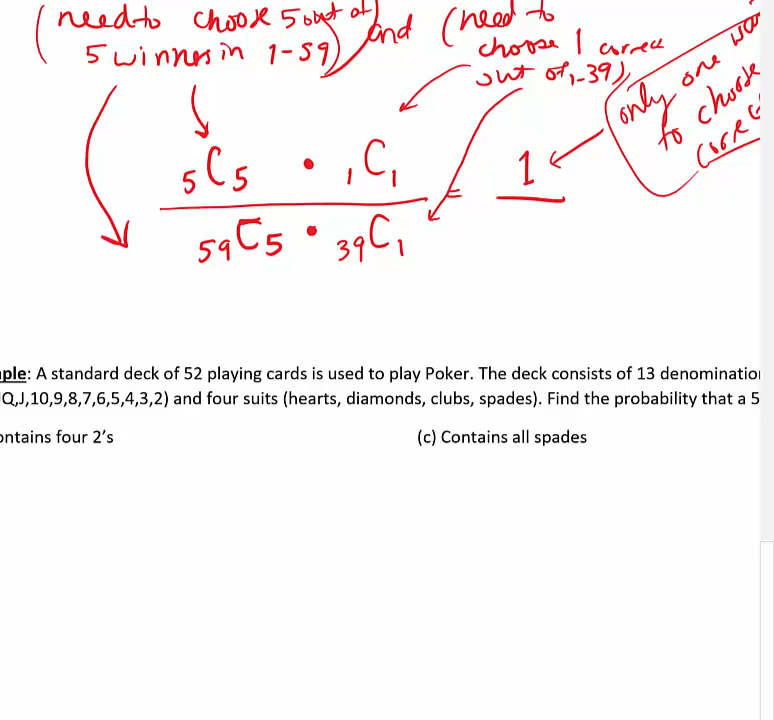 (need to choose 5 out of
5 winners in 1-59) and (need to
choose 1 correc
out of 1-39)
only one wa
to choose
corec
5C5 • 1C1 = 1
59C5 • 39C1
ple: A standard deck of 52 playing cards is used to play Poker. The deck consists of 13 denominatio
Q,J,10,9,8,7,6,5,4,3,2) and four suits (hearts, diamonds, clubs, spades). Find the probability that a 5
ontains four 2's
(c) Contains all spades